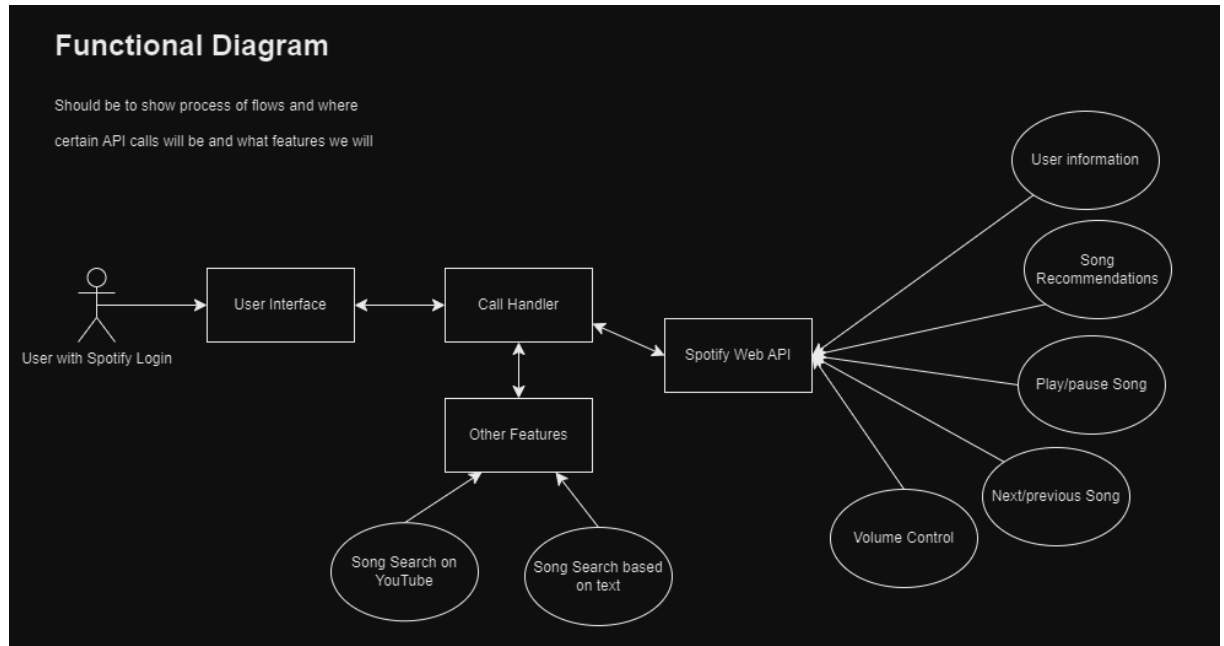 Functional Diagram
Should be to show process of flows and where
certain API calls will be and what features we will
User information
Song
Recommendations
User Interface
Call Handler
Spotify Web API
User with Spotify Login
Play/pause Song
Other Features
Next/previous Song
Volume Control
Song Search on
YouTube
Song Search based
on text